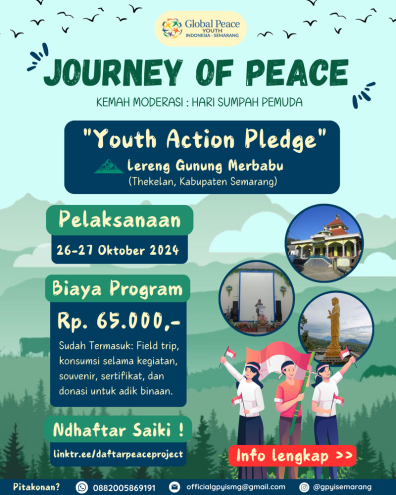 Global Peace
YOUTH
INDONESIA - SEMARANG
JOURNEY OF PEACE
KEMAH MODERASI : HARI SUMPAH PEMUDA
"Youth Action Pledge"
Lereng Gunung Merbabu
(Thekelan, Kabupaten Semarang)
Pelaksanaan
26-27 Oktober 2024
Biaya Program
Rp. 65.000,-
Sudah Termasuk: Field trip,
konsumsi selama kegiatan,
souvenir, sertifikat, dan
donasi untuk adik binaan.
Ndhaftar Saiki !
linktr.ee/daftarpeaceproject
Info lengkap >>
Pitakonan? 0882005869191 officialgpyismg@gmail.com @gpyisemarang